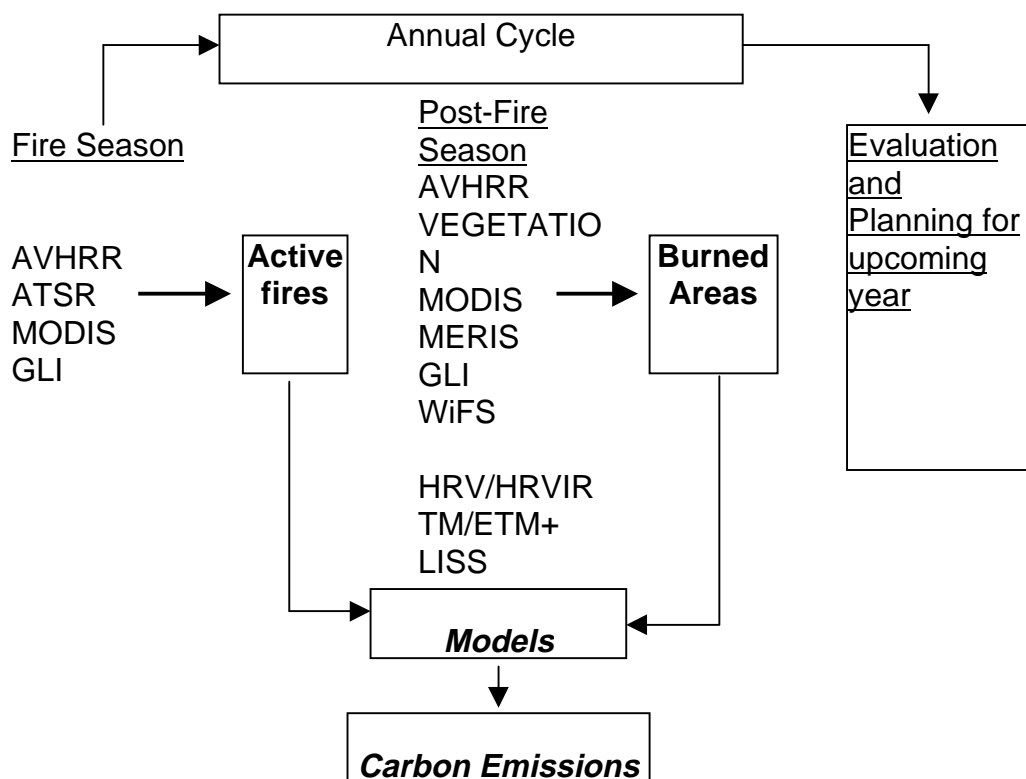 Annual Cycle
Fire Season
AVHRR
ATSR
MODIS
GLI
Active
fires
Post-Fire
Season
AVHRR
VEGETATIO
N
MODIS
MERIS
GLI
WiFS
HRV/HRVIR
TM/ETM+
LISS
Burned
Areas
Evaluation
and
Planning for
upcoming
year
Models
Carbon Emissions